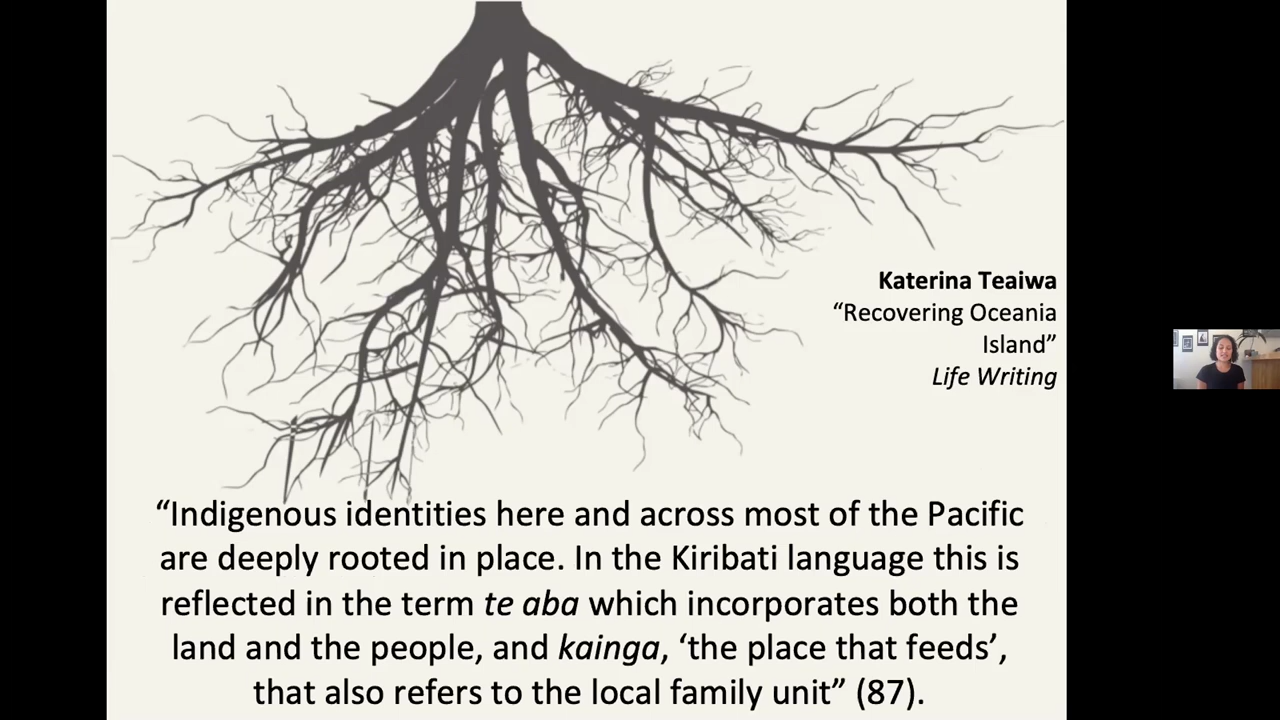 Katerina Teaiwa
“Recovering Oceania
Island”
Life Writing
“Indigenous identities here and across most of the Pacific
are deeply rooted in place. In the Kiribati language this is
reflected in the term te aba which incorporates both the
land and the people, and kainga, ‘the place that feeds’,
that also refers to the local family unit” (87).